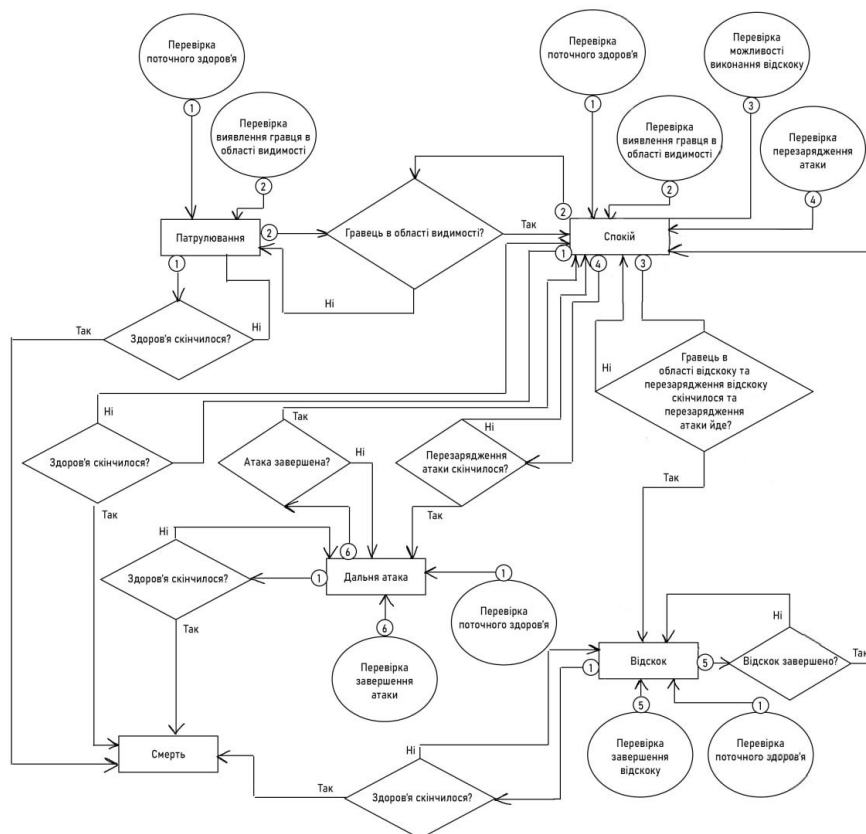 Перевірка
поточного здоров'я
1
Перевірка
виявлення гравця в
області видимості
2
Перевірка
поточного здоров'я
1
Перевірка
можливості
виконання відскоку
3
Перевірка
виявлення гравця в
області видимості
2
Перевірка
перезарядження
атаки
4
Патрулювання
2
1
Гравець в області видимості?
Так
Ні
2
Спокій
1
4
3
Здоров'я скінчилося?
Так
Ні
Гравець в
області відскоку та
перезарядження відскоку
скінчилося та
перезарядження
атаки йде?
Ні
Так
Здоров'я скінчилося?
Ні
Так
Атака завершена?
Так
Ні
Перезарядження
атаки скінчилося?
Ні
Так
Здоров'я скінчилося?
Ні
Так
6
1
Дальня атака
1
Перевірка
поточного здоров'я
6
Перевірка
завершення
атаки
Відскок
1
5
Відскок завершено?
Ні
Так
5
Перевірка
завершення
відскоку
1
Перевірка
поточного здоров'я
Смерть
Здоров'я скінчилося?
Ні
Так